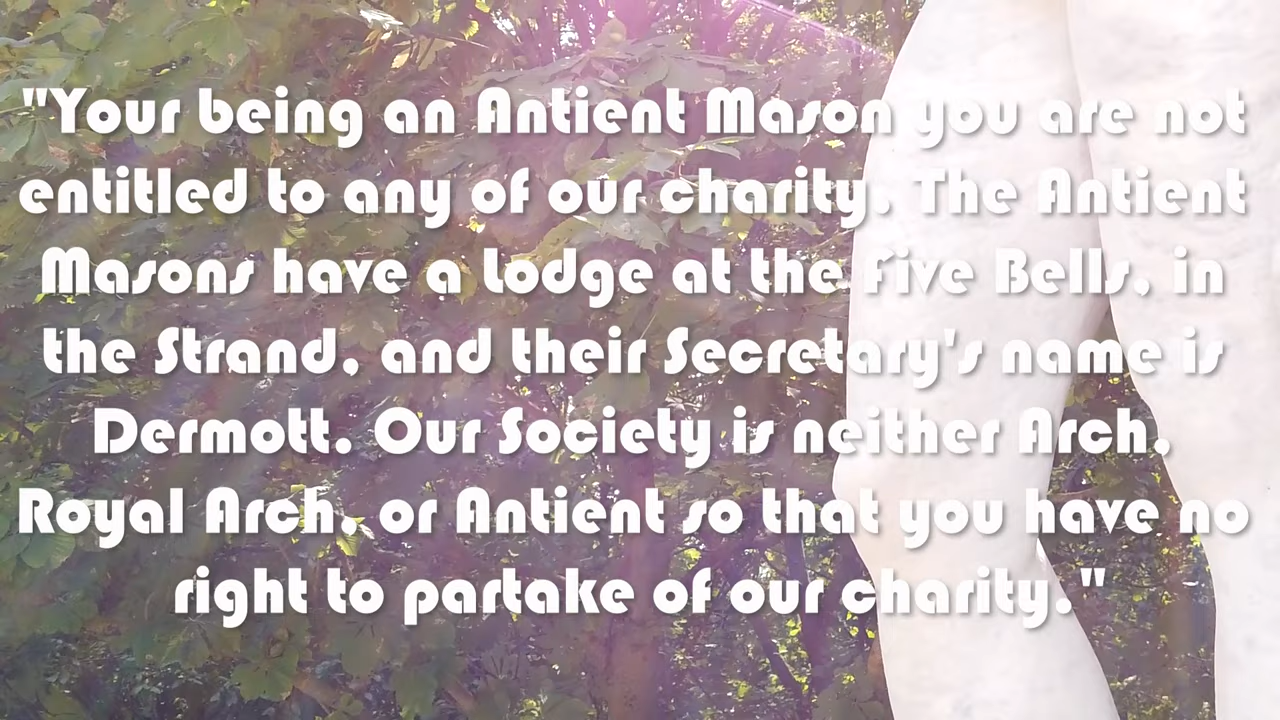 "Your being an Antient Mason you are not
entitled to any of our charity. The Antient
Masons have a Lodge at the Five Bells, in
the Strand, and their Secretary's name is
Dermott. Our Society is neither Arch,
Royal Arch, or Antient so that you have no
right to partake of our charity."